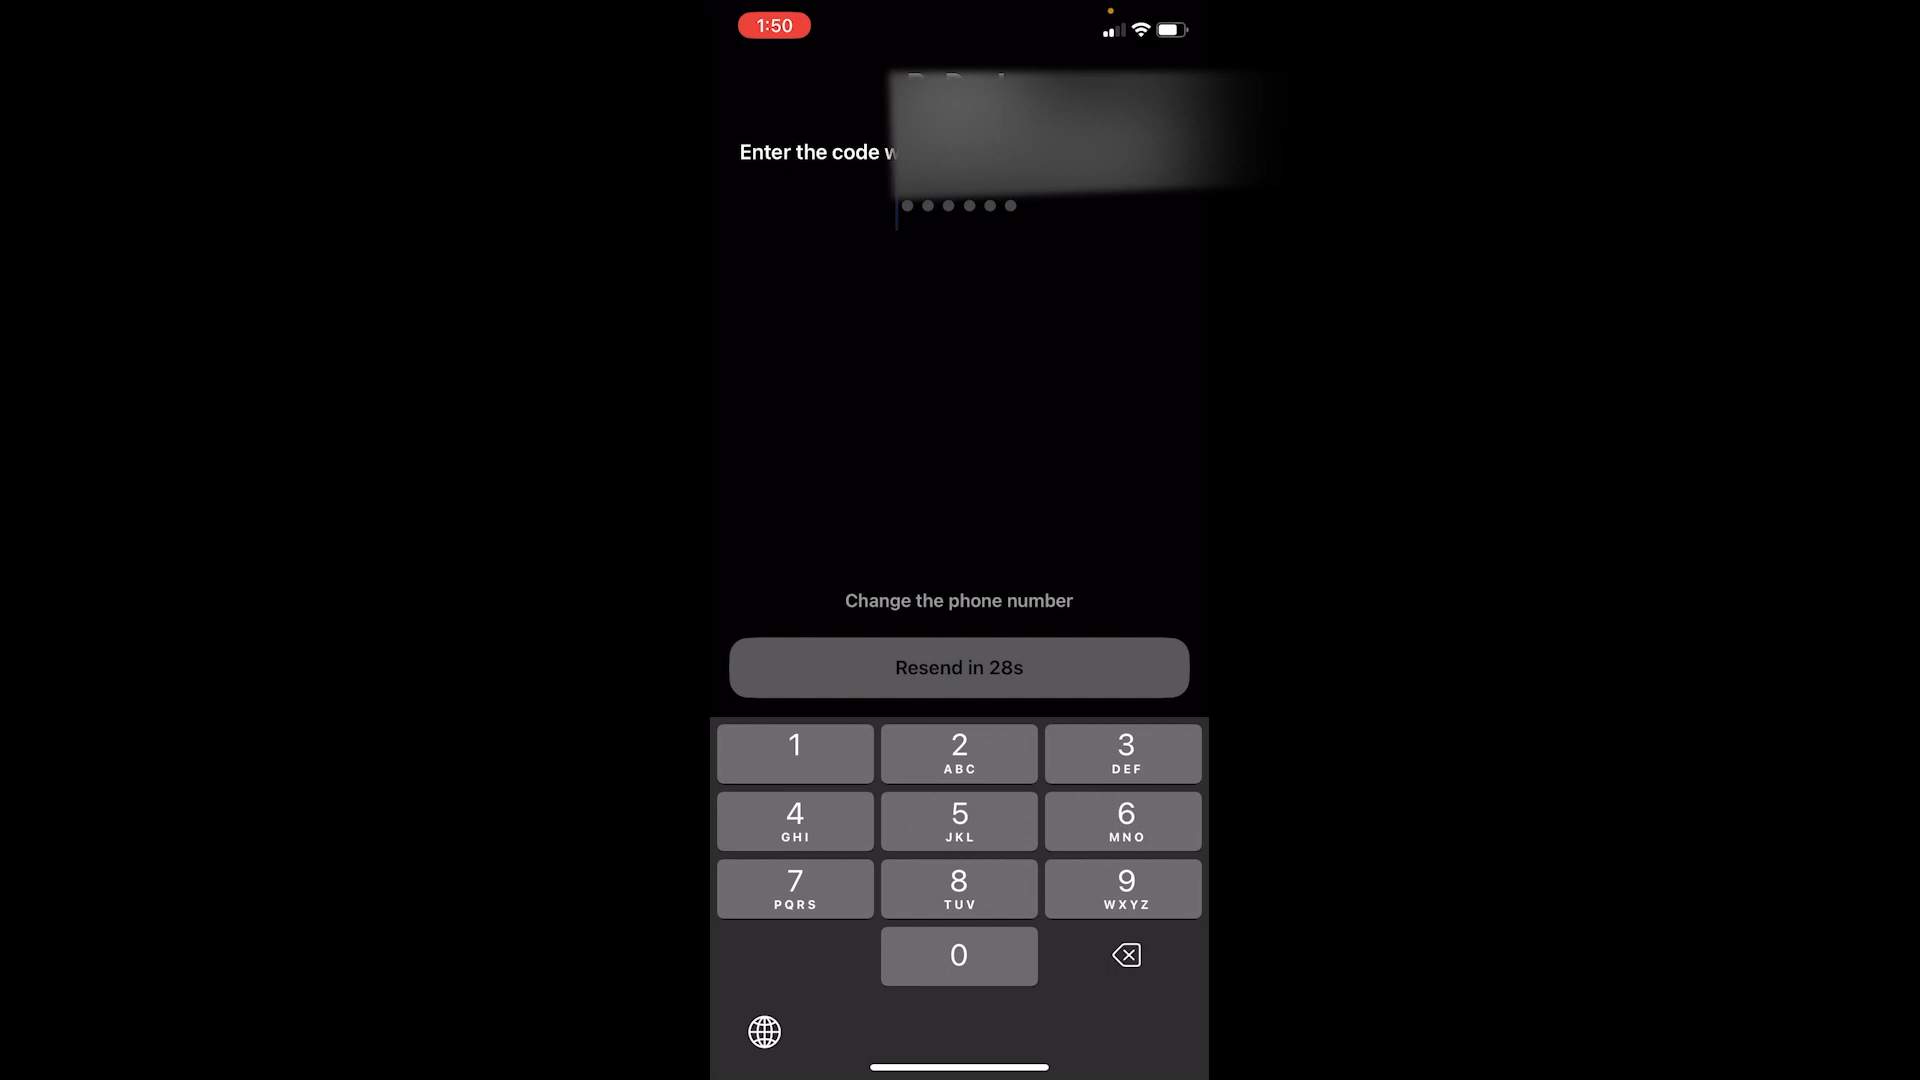 1:50
Enter the code
Change the phone number
Resend in 28s
1
2
ABC
3
DEF
4
GHI
5
JKL
6
MNO
7
PQRS
8
TUV
9
WXYZ
0